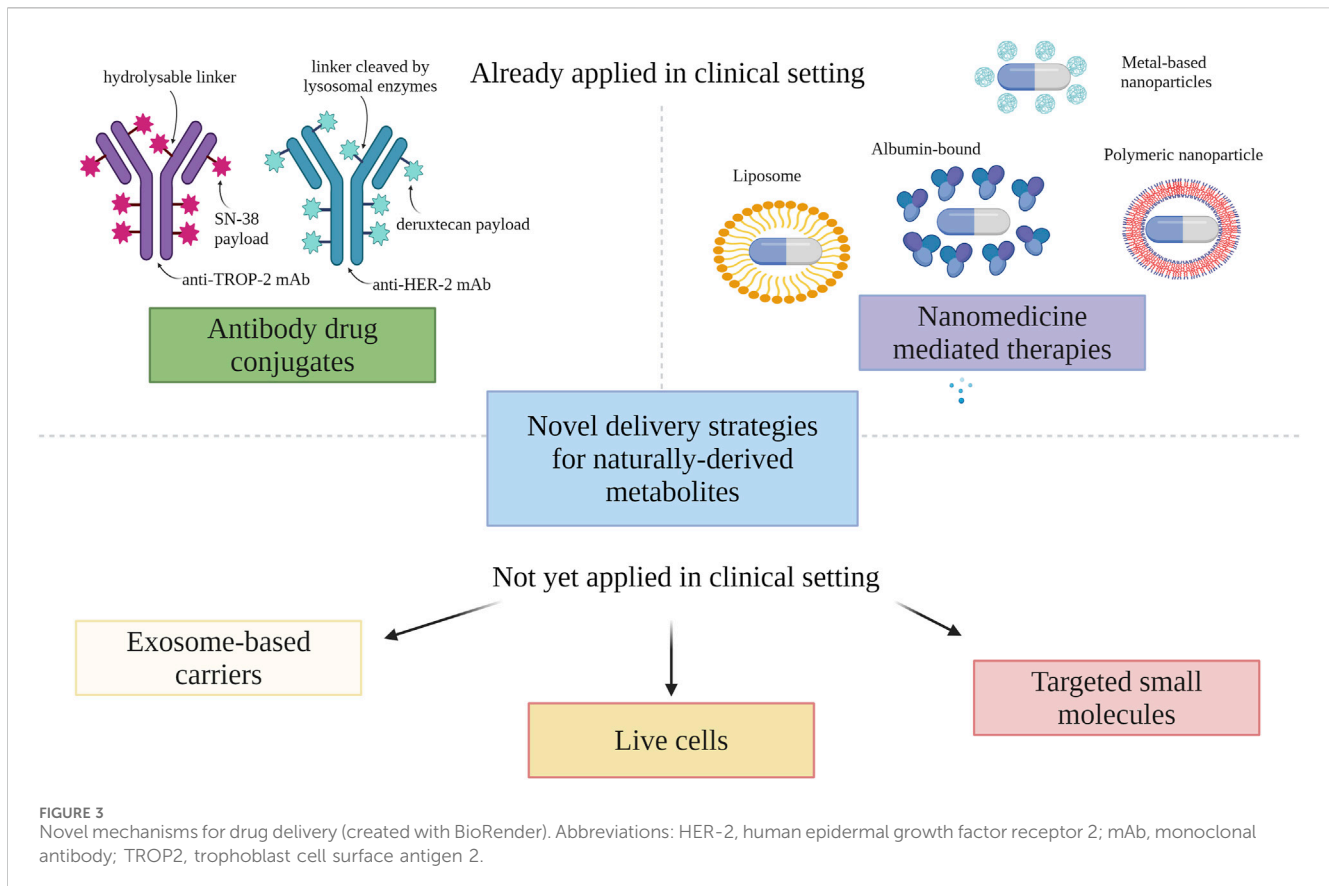 Already applied in clinical setting
hydrolysable linker
linker cleaved by
lysosomal enzymes
SN-38
payload
deruxtecan payload
anti-TROP-2 mAb
anti-HER-2 mAb
Antibody drug
conjugates
Metal-based
nanoparticles
Albumin-bound
Polymeric nanoparticle
Liposome
Nanomedicine
mediated therapies
Novel delivery strategies
for naturally-derived
metabolites
Not yet applied in clinical setting
Exosome-based
carriers
Live cells
Targeted small
molecules
FIGURE 3
Novel mechanisms for drug delivery (created with BioRender). Abbreviations: HER-2, human epidermal growth factor receptor 2; mAb, monoclonal
antibody; TROP2, trophoblast cell surface antigen 2.